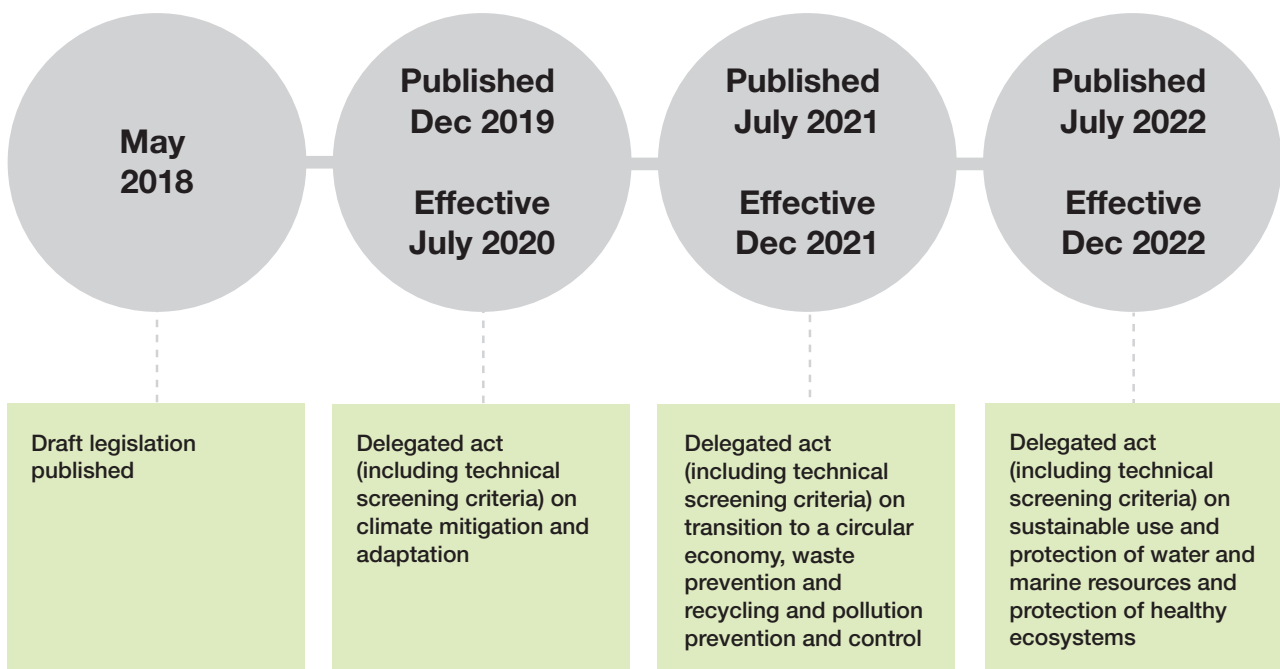 May
2018
Published
Dec 2019
Effective
July 2020
Published
July 2021
Effective
Dec 2021
Published
July 2022
Effective
Dec 2022
Draft legislation
published
Delegated act
(including technical
screening criteria) on
climate mitigation and
adaptation
Delegated act
(including technical
screening criteria) on
transition to a circular
economy, waste
prevention and
recycling and pollution
prevention and control
Delegated act
(including technical
screening criteria) on
sustainable use and
protection of water and
marine resources and
protection of healthy
ecosystems